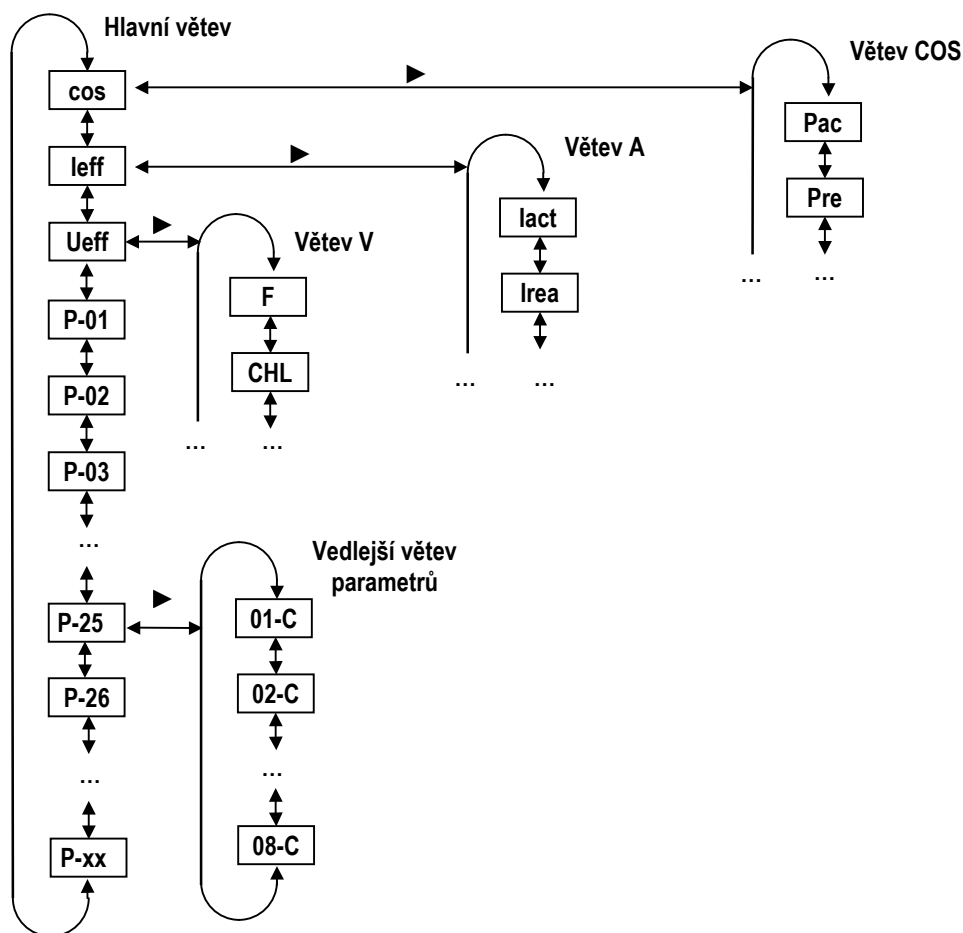 Hlavní větev
cos
Ieff
Ueff
P-01
P-02
P-03
...
P-25
P-26
...
P-xx
Větev V
F
CHL
... ...
Větev A
Iact
Irea
... ...
Větev COS
Pac
Pre
... ...
Vedlejší větev
parametrů
01-C
02-C
...
08-C